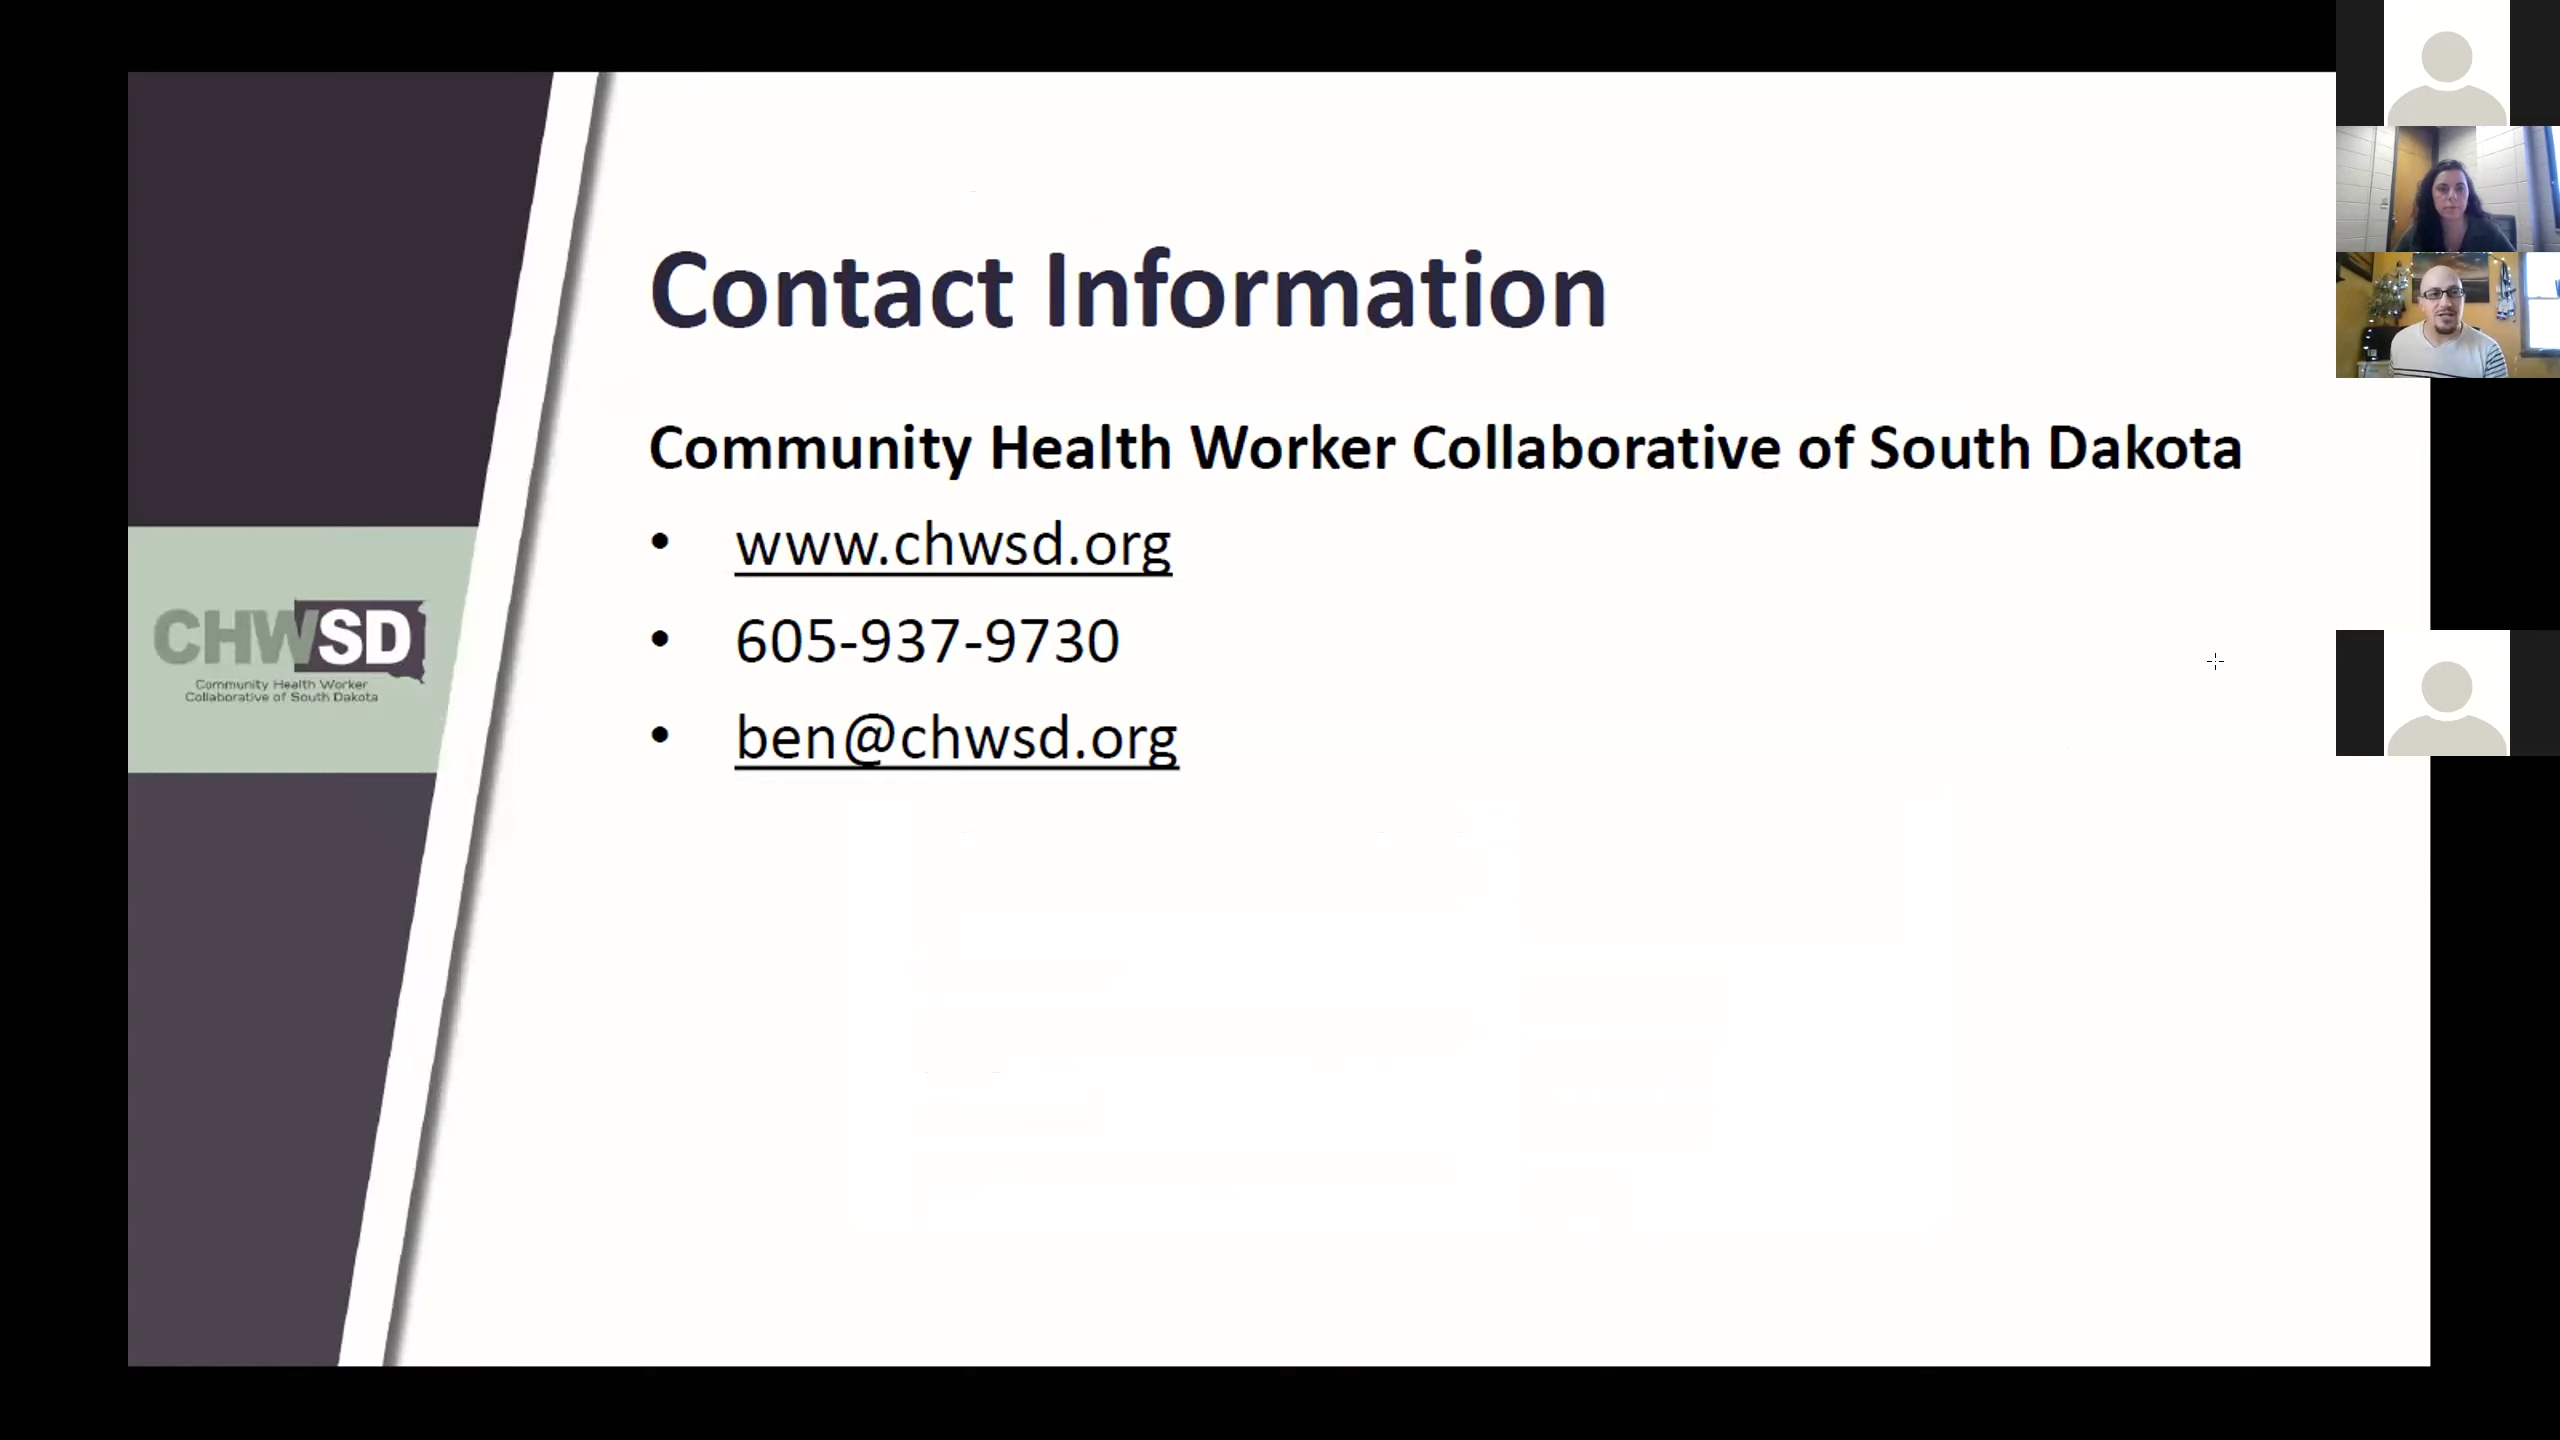 Contact Information
Community Health Worker Collaborative of South Dakota
• www.chwsd.org
• 605-937-9730
• ben@chwsd.org
CHWSD
Community Health Worker
Collaborative of South Dakota